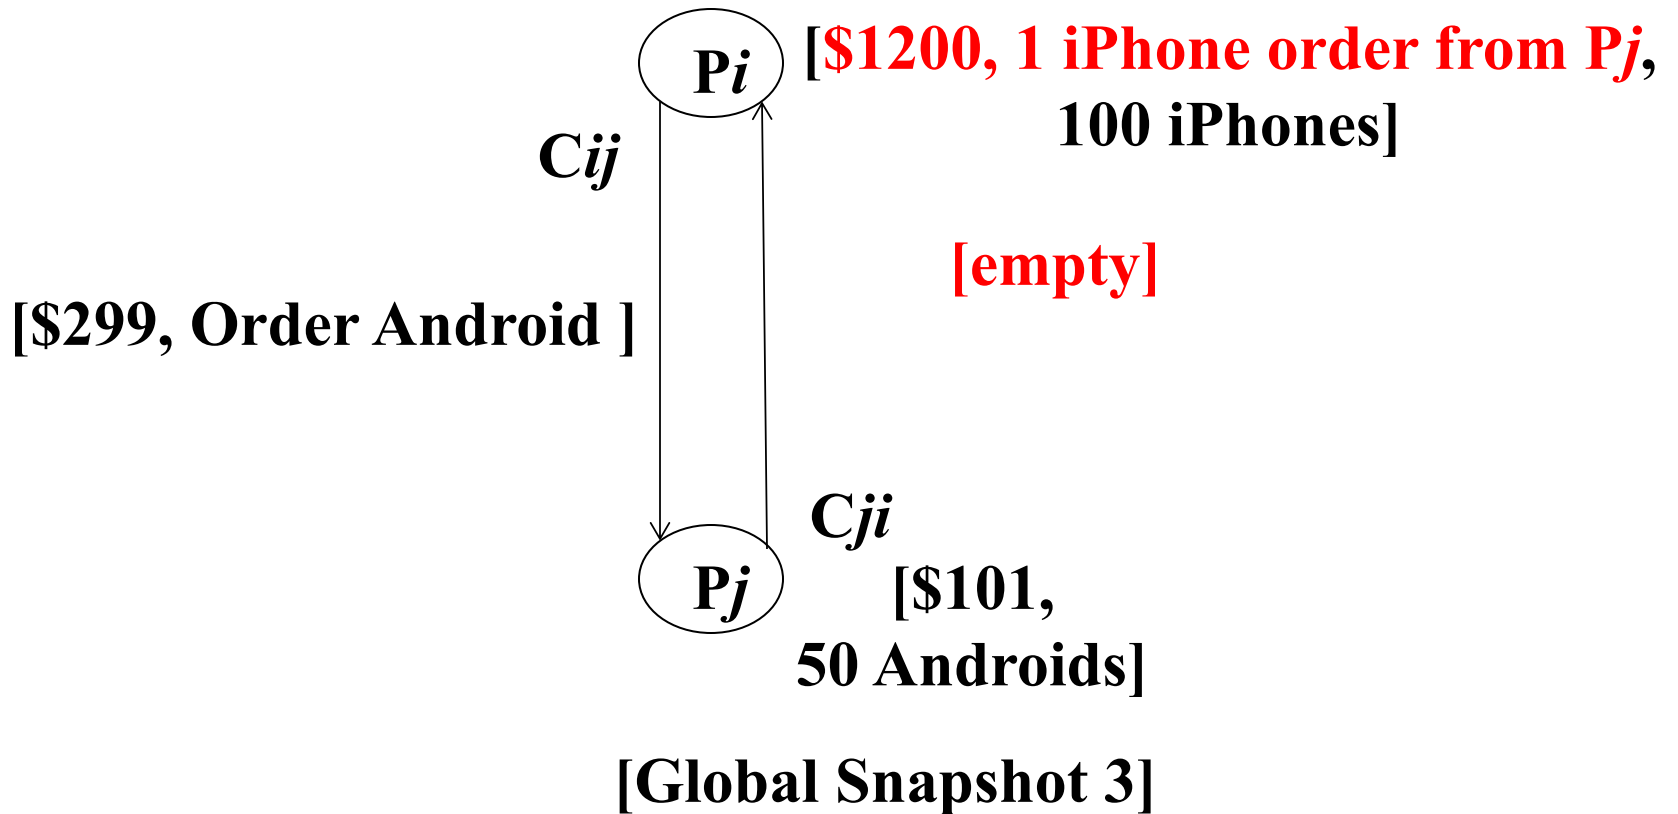 Pi
[$1200, 1 iPhone order from Pj,
100 iPhones]
Cij
[empty]
[$299, Order Android ]
Cji
Pj
[$101,
50 Androids]
[Global Snapshot 3]